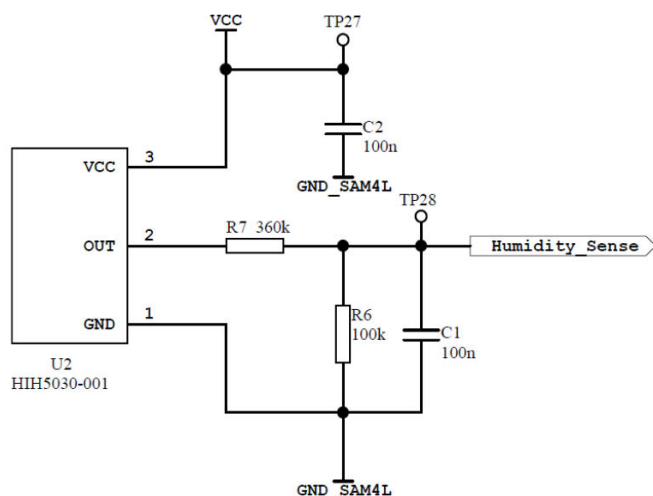 VCC
TP27
C2
100n
GND_SAM4L
VCC
3
TP28
OUT
2
R7 360k
Humidity_Sense
GND
1
R6
100k
C1
100n
U2
HIH5030-001
GND_SAM4L